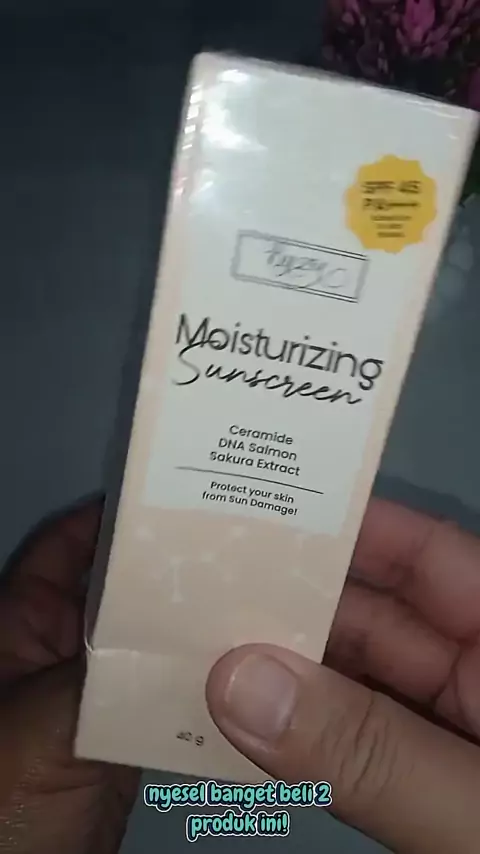 SPF 45
Moisturizing
Sunscreen
Ceramide
DNA Salmon
Sakura Extract
Protect your skin
from Sun Damage!
40 g
nyesel banget beli 2
produk ini!